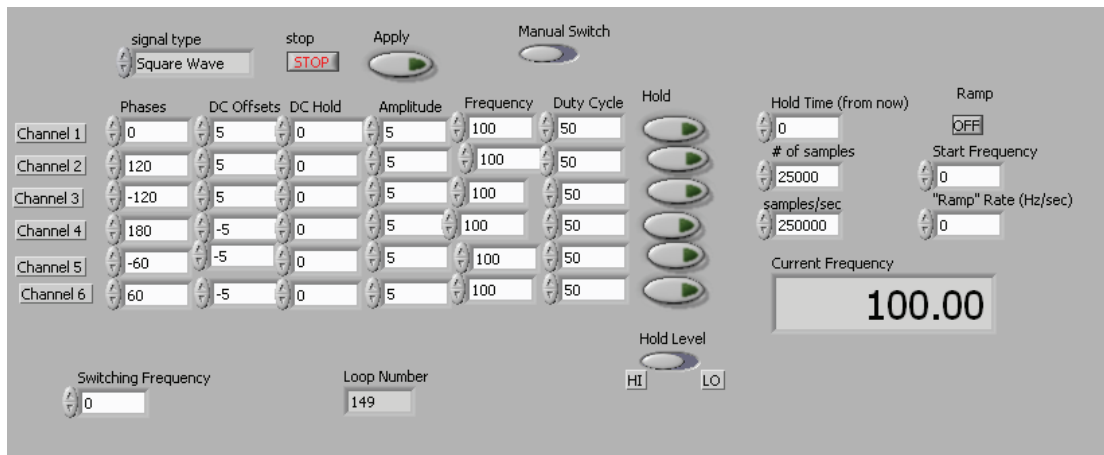 signal type stop Apply Manual Switch
Square Wave STOP
Phases DC Offsets DC Hold Amplitude Frequency Duty Cycle Hold Hold Time (from now) Ramp
Channel 1 0 5 0 5 100 50 0 OFF
# of samples Start Frequency
Channel 2 120 5 0 5 100 50 25000 0
Channel 3 -120 5 0 5 100 50 samples/sec "Ramp" Rate (Hz/sec)
Channel 4 180 -5 0 5 100 50 250000 0
Channel 5 -60 -5 0 5 100 50 Current Frequency
Channel 6 60 -5 0 5 100 50 100.00
Hold Level
HI LO
Switching Frequency Loop Number
0 149